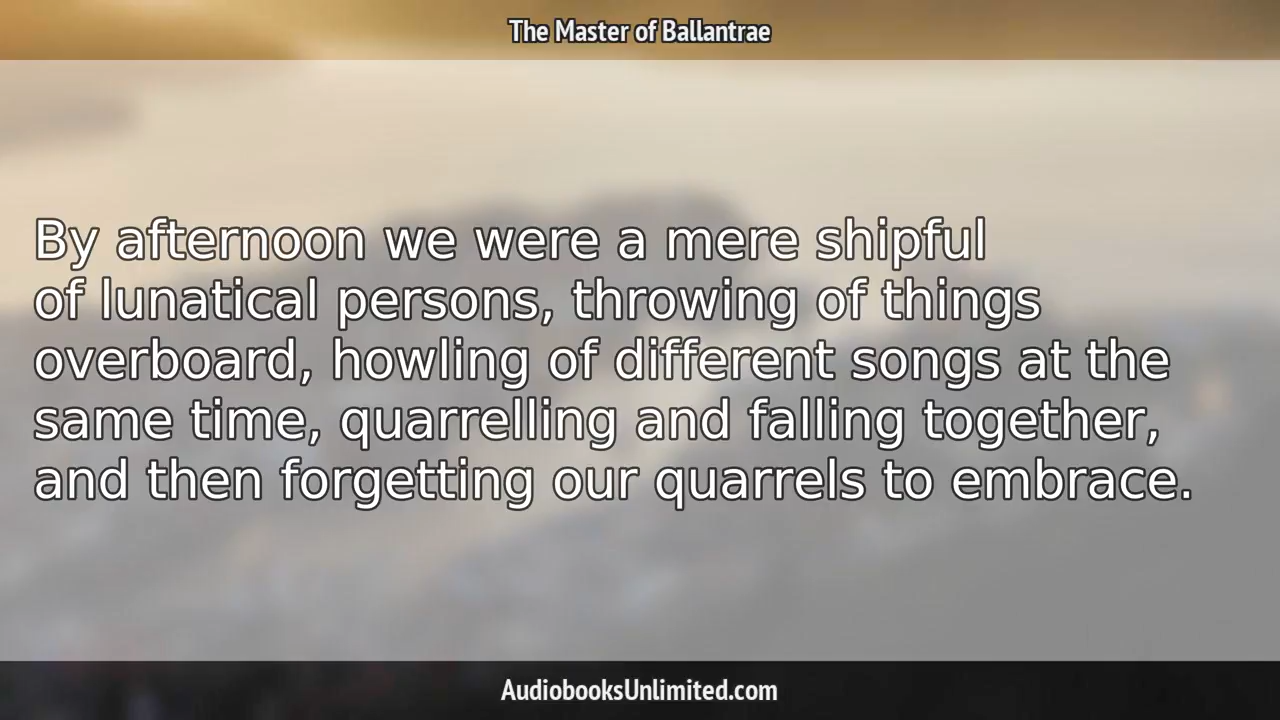 The Master of Ballantrae
By afternoon we were a mere shipful
of lunatical persons, throwing of things
overboard, howling of different songs at the
same time, quarrelling and falling together,
and then forgetting our quarrels to embrace.
AudiobooksUnlimited.com